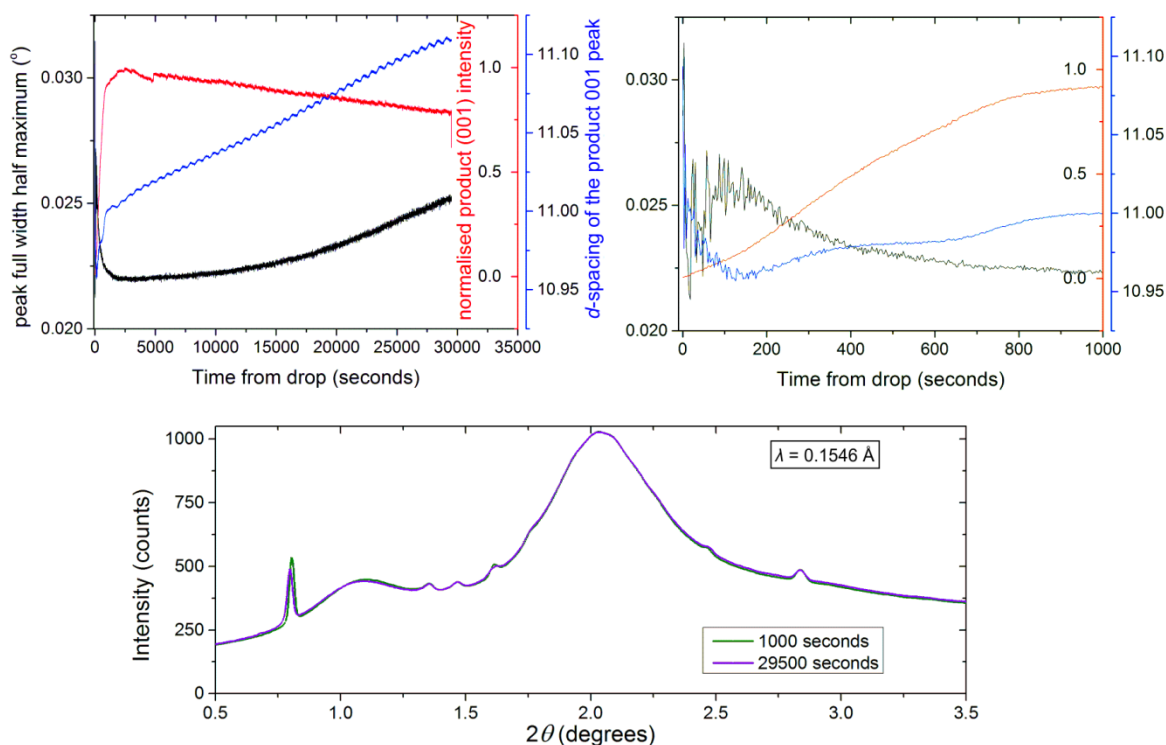 peak full width half maximum (°)
0.030
0.025
0.020
1.0
0.5
0.0
normalised product (001) intensity
11.10
11.05
11.00
10.95
d-spacing of the product 001 peak
0 5000 10000 15000 20000 25000 30000 35000
Time from drop (seconds)
0.030
0.025
0.020
1.0
0.5
0.0
11.10
11.05
11.00
10.95
0 200 400 600 800 1000
Time from drop (seconds)
Intensity (counts)
1000
750
500
250
0
λ = 0.1546 Å
1000 seconds
29500 seconds
0.5 1.0 1.5 2.0 2.5 3.0 3.5
2θ (degrees)